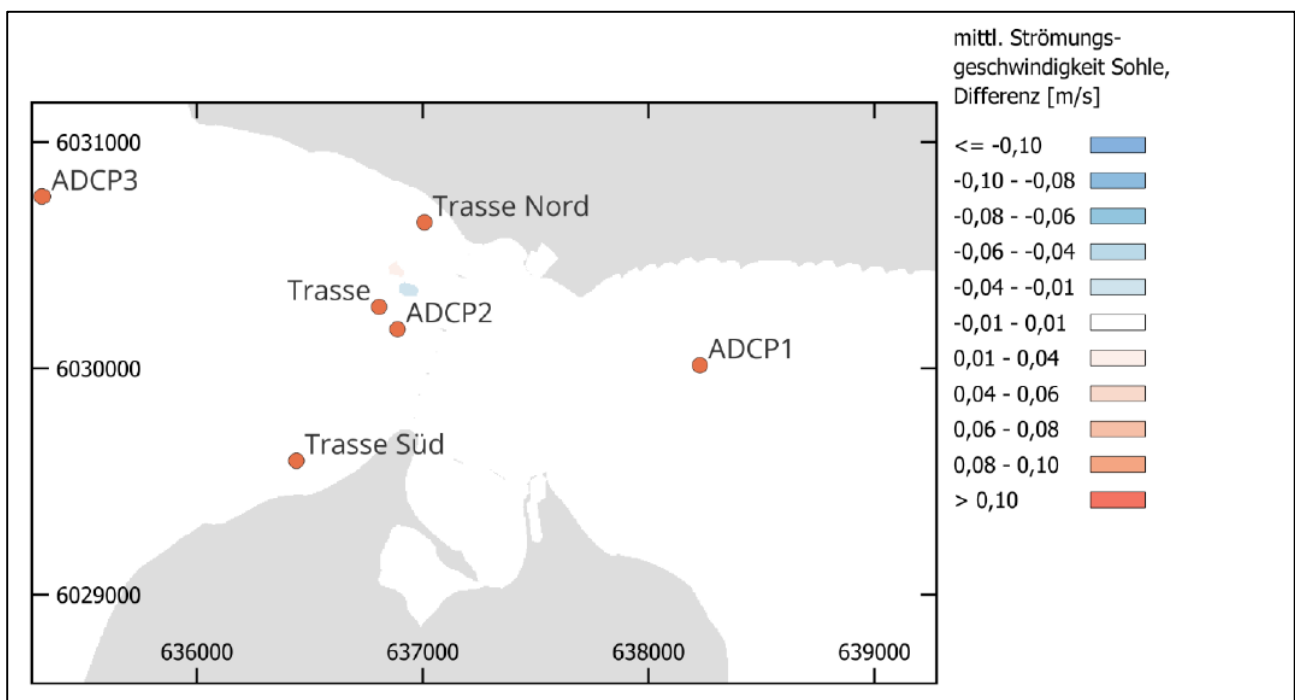 mittl. Strömungs-
geschwindigkeit Sohle,
Differenz [m/s]
<= -0,10
-0,10 - -0,08
-0,08 - -0,06
-0,06 - -0,04
-0,04 - -0,01
-0,01 - 0,01
0,01 - 0,04
0,04 - 0,06
0,06 - 0,08
0,08 - 0,10
> 0,10
6031000
ADCP3
Trasse Nord
Trasse
ADCP2
6030000
ADCP1
Trasse Süd
6029000
636000
637000
638000
639000